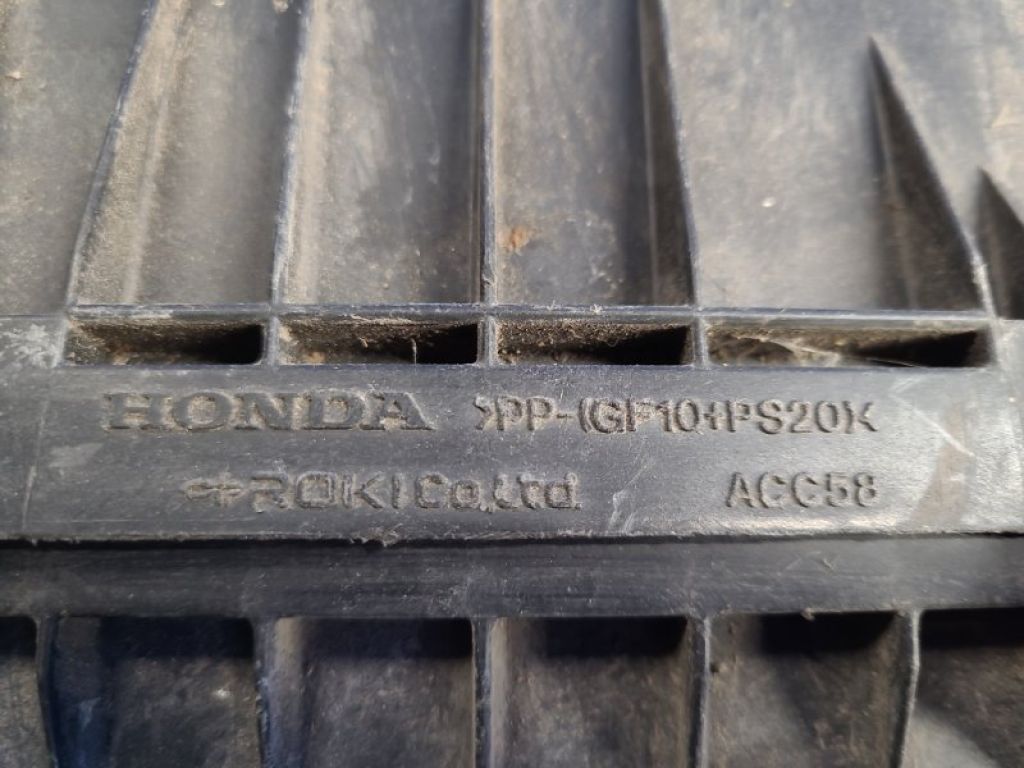 HONDA >PP-(GF10+PS20)<
ROKI Co.,Ltd.
ACC58